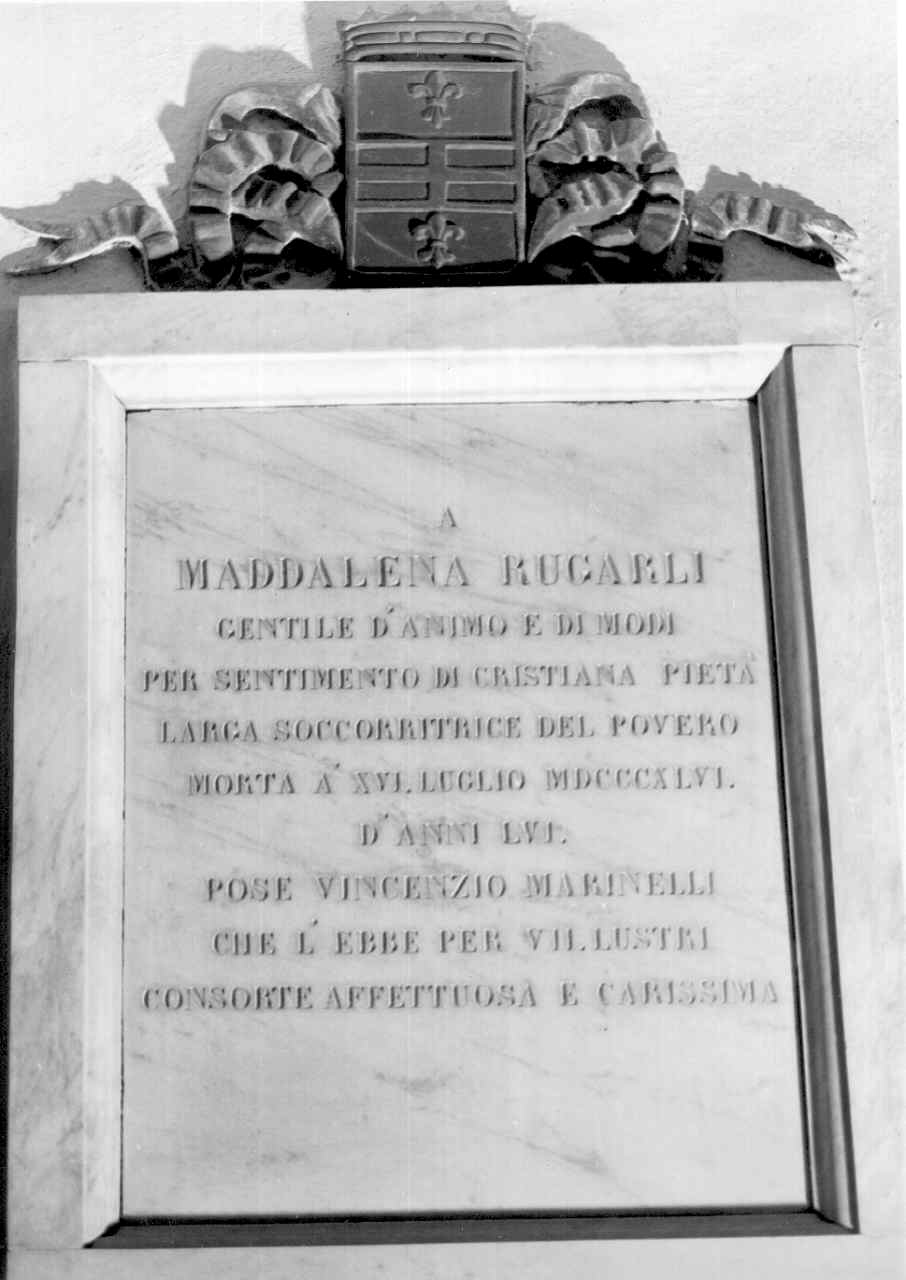 A
MADDALENA RUGARLI
GENTILE D'ANIMO E DI MODI
PER SENTIMENTO DI CRISTIANA PIETÀ
LARGA SOCCORRITRICE DEL POVERO
MORTA A' XVI. LUGLIO MDCCCXLVI.
D'ANNI LVI.
POSE VINCENZIO MARINELLI
CHE L'EBBE PER VII. LUSTRI
CONSORTE AFFETTUOSA E CARISSIMA